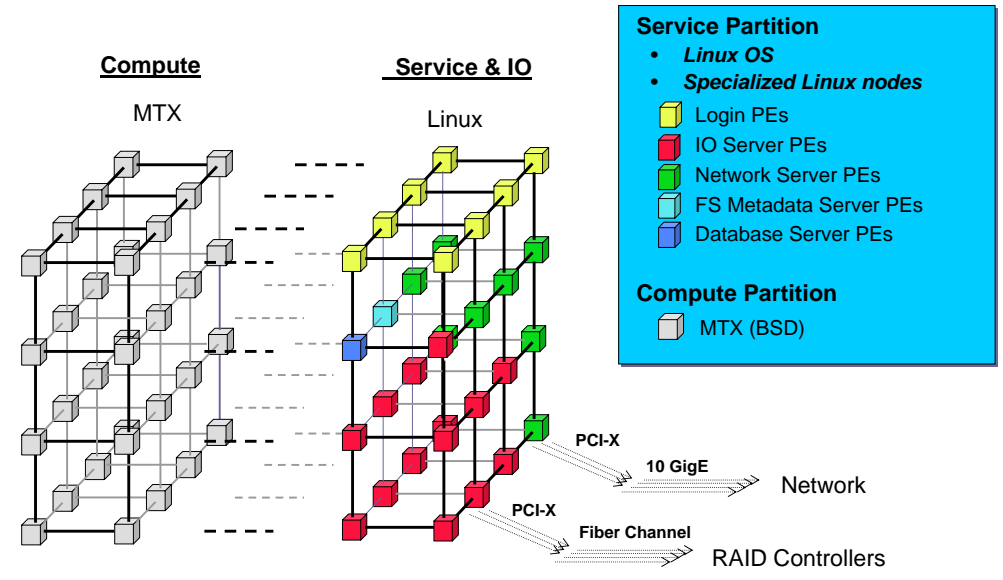 Compute
MTX
Service & IO
Linux
Service Partition
• Linux OS
• Specialized Linux nodes
Login PEs
IO Server PEs
Network Server PEs
FS Metadata Server PEs
Database Server PEs
Compute Partition
MTX (BSD)
PCI-X
10 GigE
Network
PCI-X
Fiber Channel
RAID Controllers